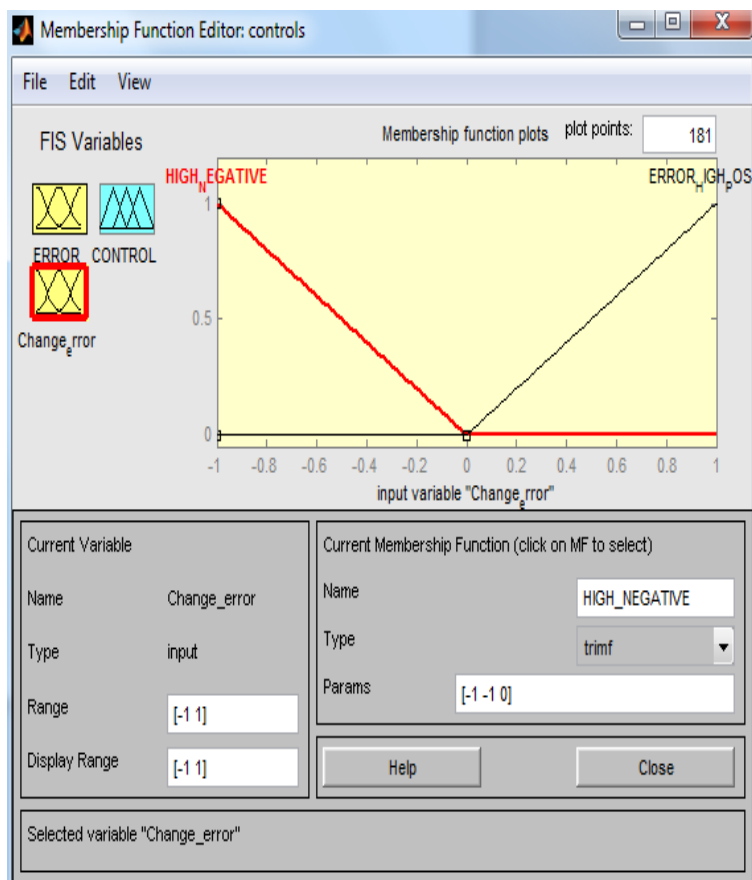 Membership Function Editor: controls
File Edit View
FIS Variables
Membership function plots plot points: 181
ERROR CONTROL
Change_error
HIGH_NEGATIVE ERROR_HIGH_POS
1
0.5
0
-1 -0.8 -0.6 -0.4 -0.2 0 0.2 0.4 0.6 0.8 1
input variable "Change_error"
Current Variable
Name Change_error
Type input
Range [-1 1]
Display Range [-1 1]
Current Membership Function (click on MF to select)
Name HIGH_NEGATIVE
Type trimf
Params [-1 -1 0]
Help Close
Selected variable "Change_error"